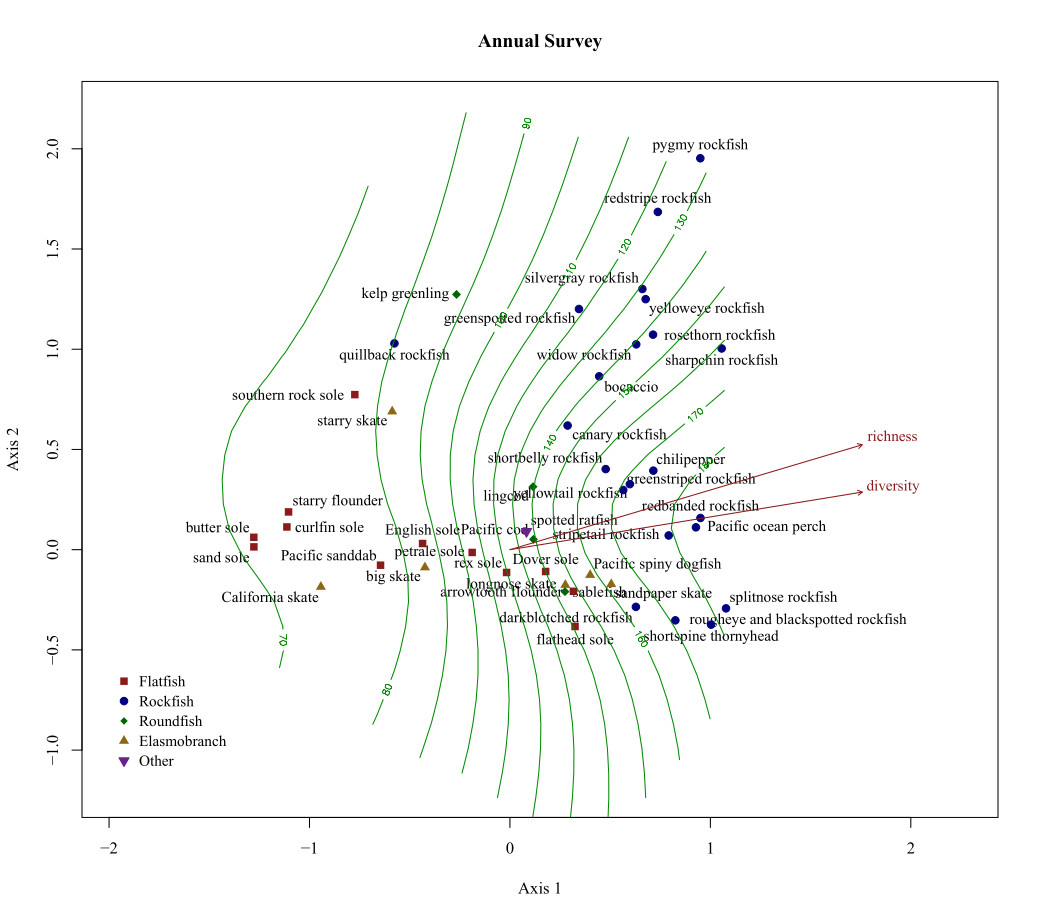 Annual Survey
2.0
1.5
1.0
0.5
0.0
−0.5
−1.0
Axis 2
90
pygmy rockfish
redstripe rockfish
130
120
110
silvergray rockfish
kelp greenling
yelloweye rockfish
greenspotted rockfish
100
rosethorn rockfish
quillback rockfish
widow rockfish
sharpchin rockfish
southern rock sole
bocaccio
150
starry skate
170
canary rockfish
140
richness
shortbelly rockfish
chilipepper
180
greenstriped rockfish
diversity
lingcod
yellowtail rockfish
starry flounder
redbanded rockfish
butter sole
curlfin sole
English sole
Pacific cod
spotted ratfish
Pacific ocean perch
stripetail rockfish
sand sole
Pacific sanddab
petrale sole
rex sole
Dover sole
Pacific spiny dogfish
big skate
longnose skate
California skate
arrowtooth flounder
sablefish
sandpaper skate
splitnose rockfish
darkblotched rockfish
rougheye and blackspotted rockfish
70
flathead sole
160
shortspine thornyhead
80
Flatfish
Rockfish
Roundfish
Elasmobranch
Other
−2
−1
0
1
2
Axis 1